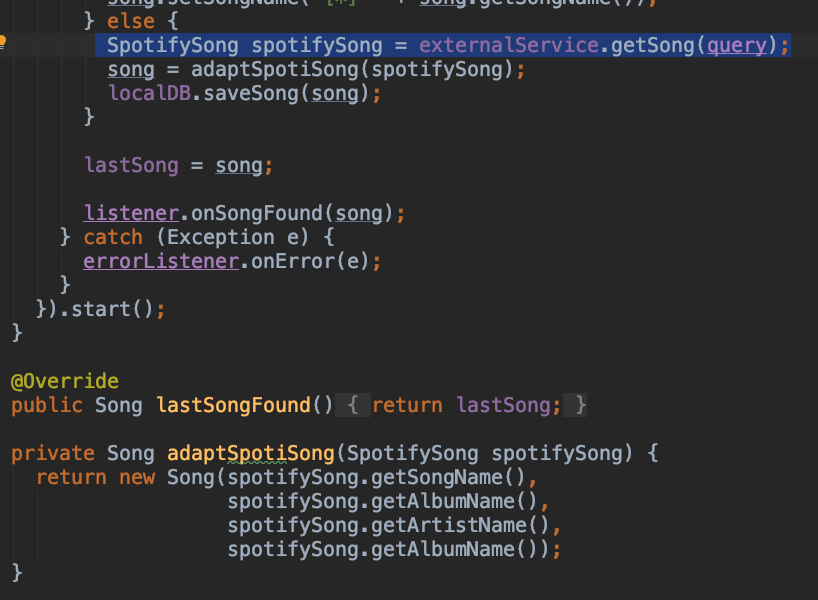 song.setSongName("[*]" + song.getSongName());
} else {
SpotifySong spotifySong = externalService.getSong(query);
song = adaptSpotiSong(spotifySong);
localDB.saveSong(song);
}
lastSong = song;
listener.onSongFound(song);
} catch (Exception e) {
errorListener.onError(e);
}
}).start();
}
@Override
public Song lastSongFound() { return lastSong; }
private Song adaptSpotiSong(SpotifySong spotifySong) {
return new Song(spotifySong.getSongName(),
spotifySong.getAlbumName(),
spotifySong.getArtistName(),
spotifySong.getAlbumName());
}